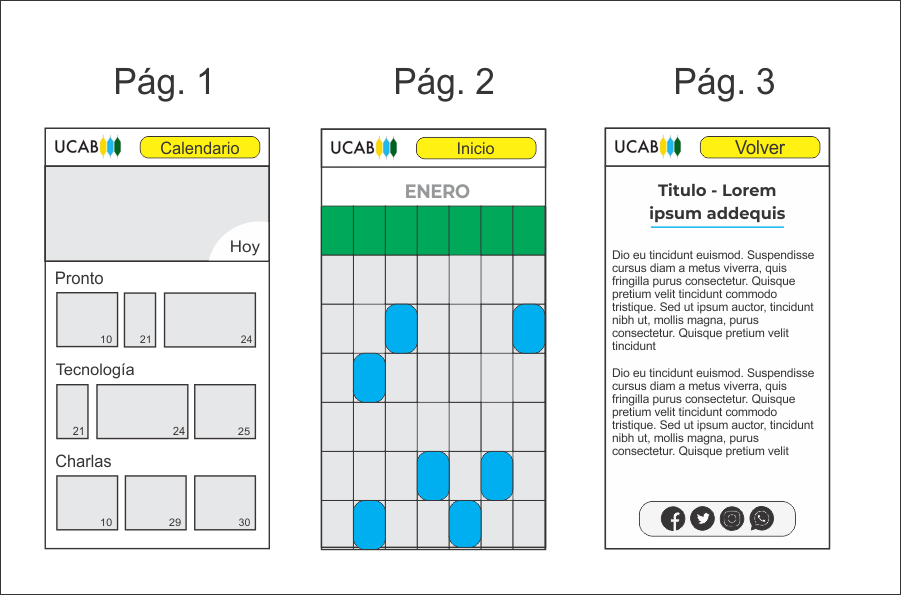 Pág. 1
Pág. 2
Pág. 3
UCAB
Calendario
Hoy
Pronto
10
21
24
Tecnología
21
24
25
Charlas
10
29
30
UCAB
Inicio
ENERO
UCAB
Volver
Titulo - Lorem
ipsum addequis
Dio eu tincidunt euismod. Suspendisse
cursus diam a metus viverra, quis
fringilla purus consectetur. Quisque
pretium velit tincidunt commodo
tristique. Sed ut ipsum auctor, tincidunt
nibh ut, mollis magna, purus
consectetur. Quisque pretium velit
tincidunt
Dio eu tincidunt euismod. Suspendisse
cursus diam a metus viverra, quis
fringilla purus consectetur. Quisque
pretium velit tincidunt commodo
tristique. Sed ut ipsum auctor, tincidunt
nibh ut, mollis magna, purus
consectetur. Quisque pretium velit